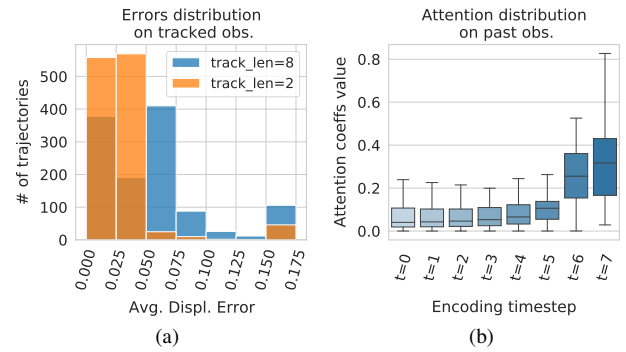 Errors distribution
on tracked obs.
track_len=8
track_len=2
# of trajectories
500
400
300
200
100
0
0.000
0.025
0.050
0.075
0.100
0.125
0.150
0.175
Avg. Displ. Error
(a)
Attention distribution
on past obs.
Attention coeffs value
0.8
0.6
0.4
0.2
0.0
t=0
t=1
t=2
t=3
t=4
t=5
t=6
t=7
Encoding timestep
(b)